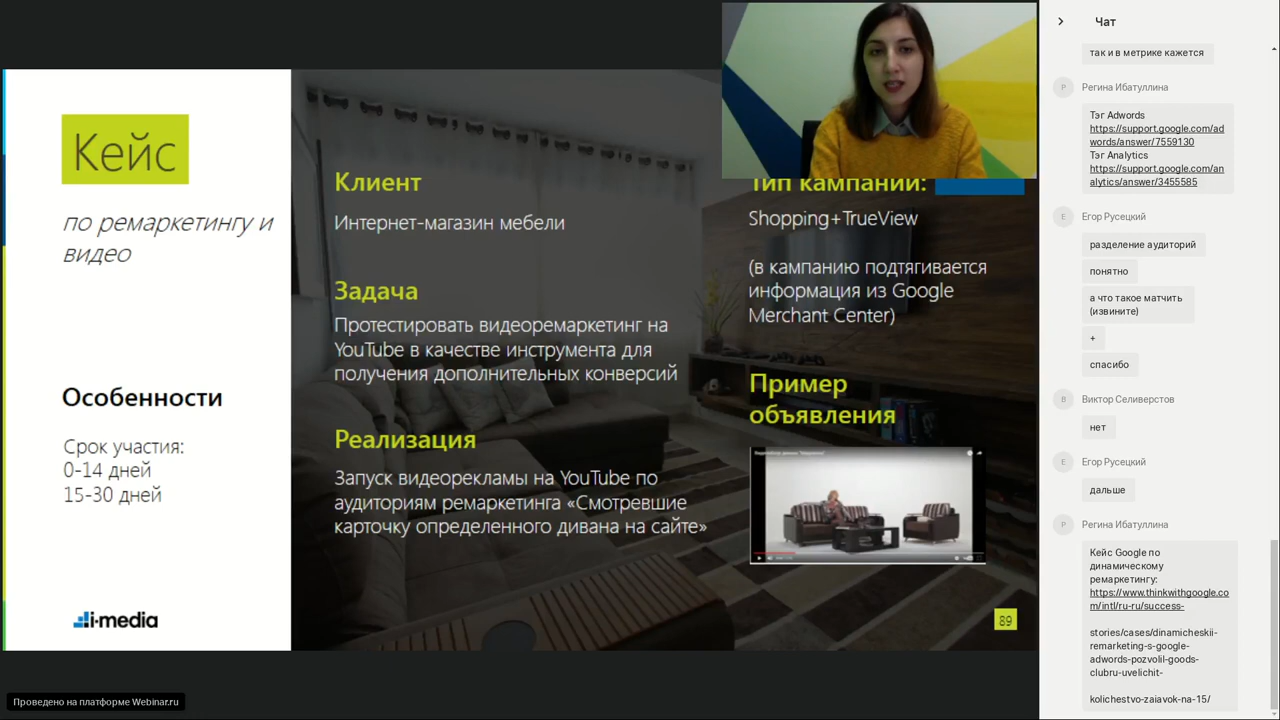 Кейс
по ремаркетингу и
видео
Особенности
Срок участия:
0-14 дней
15-30 дней
i-media
Клиент
Интернет-магазин мебели
Задача
Протестировать видеоремаркетинг на
YouTube в качестве инструмента для
получения дополнительных конверсий
Реализация
Запуск видеорекламы на YouTube по
аудиториям ремаркетинга «Смотревшие
карточку определенного дивана на сайте»
Тип кампании:
Shopping+TrueView
(в кампанию подтягивается
информация из Google
Merchant Center)
Пример
объявления
89
Проведено на платформе Webinar.ru
Чат
так и в метрике кажется
Р
Регина Ибатуллина
Тэг Adwords
https://support.google.com/ad
words/answer/7559130
Тэг Analytics
https://support.google.com/an
alytics/answer/3455585
Е
Егор Русецкий
разделение аудиторий
понятно
а что такое матчить
(извините)
+
спасибо
В
Виктор Селиверстов
нет
Е
Егор Русецкий
дальше
Р
Регина Ибатуллина
Кейс Google по
динамическому
ремаркетингу:
https://www.thinkwithgoogle.co
m/intl/ru-ru/success-
stories/cases/dinamicheskii-
remarketing-s-google-
adwords-pozvolil-goods-
clubru-uvelichit-
kolichestvo-zaiavok-na-15/